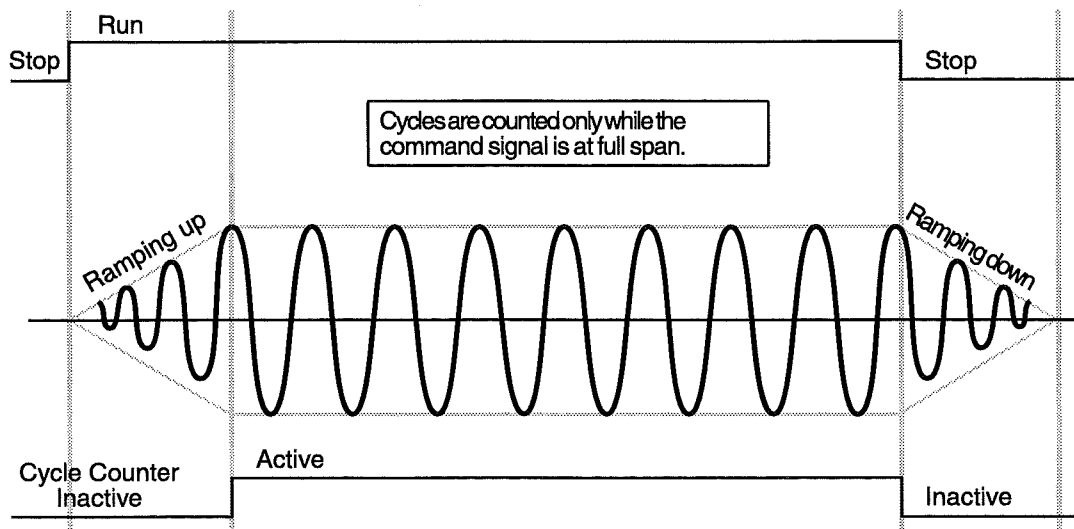 Run
Stop
Stop
Cycles are counted only while the
command signal is at full span.
Ramping up
Ramping down
Cycle Counter
Inactive
Active
Inactive